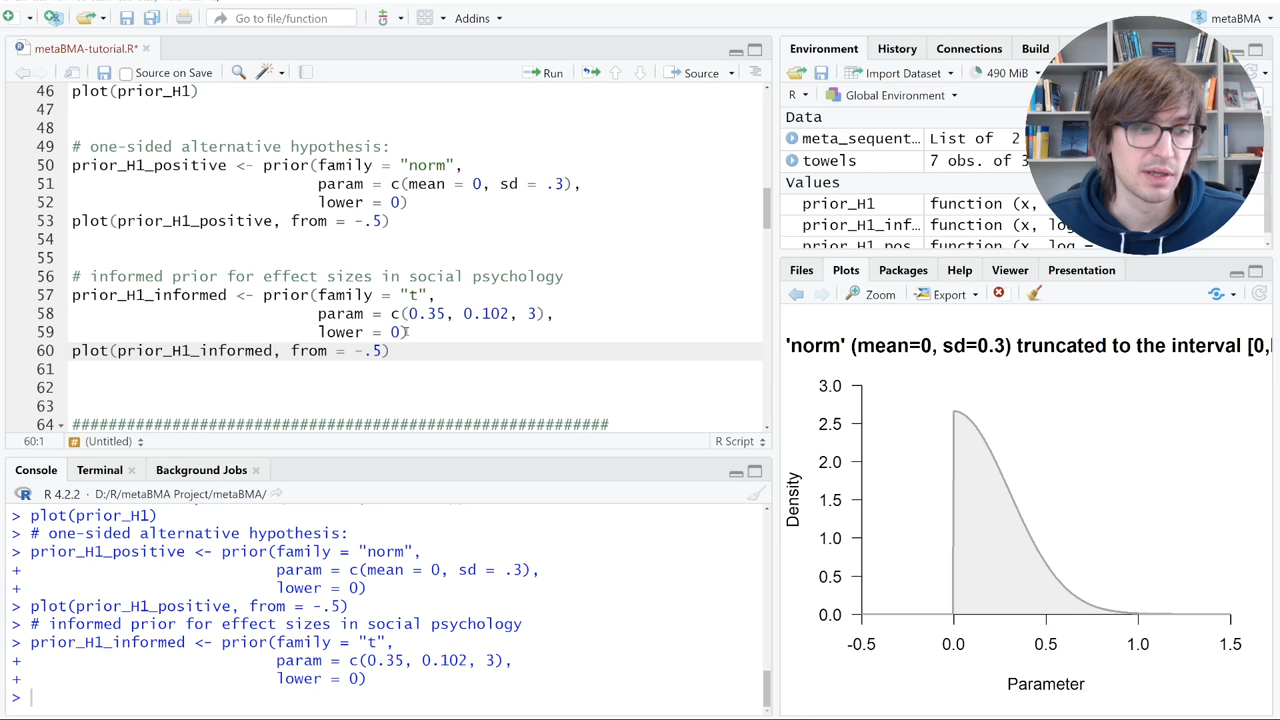 Go to file/function
Addins
metaBMA
metaBMA-tutorial.R*
Source on Save
Run
Source
46 plot(prior_H1)
47
48
49 # one-sided alternative hypothesis:
50 prior_H1_positive <- prior(family = "norm",
51 param = c(mean = 0, sd = .3),
52 lower = 0)
53 plot(prior_H1_positive, from = -.5)
54
55
56 # informed prior for effect sizes in social psychology
57 prior_H1_informed <- prior(family = "t",
58 param = c(0.35, 0.102, 3),
59 lower = 0)
60 plot(prior_H1_informed, from = -.5)
61
62
63
64 ###########################################################
60:1 # (Untitled) R Script
Console Terminal Background Jobs
R 4.2.2 · D:/R/metaBMA Project/metaBMA/
> plot(prior_H1)
> # one-sided alternative hypothesis:
> prior_H1_positive <- prior(family = "norm",
+ param = c(mean = 0, sd = .3),
+ lower = 0)
> plot(prior_H1_positive, from = -.5)
> # informed prior for effect sizes in social psychology
> prior_H1_informed <- prior(family = "t",
+ param = c(0.35, 0.102, 3),
+ lower = 0)
>
Environment History Connections Build
Import Dataset 490 MiB
R Global Environment
Data
meta_sequent… List of 2
towels 7 obs. of 3
Values
prior_H1 function (x,
prior_H1_inf… function (x, log
prior_H1_pos… function (x, log =
Files Plots Packages Help Viewer Presentation
Zoom Export
'norm' (mean=0, sd=0.3) truncated to the interval [0,
3.0
2.5
2.0
1.5
1.0
0.5
0.0
Density
-0.5 0.0 0.5 1.0 1.5
Parameter